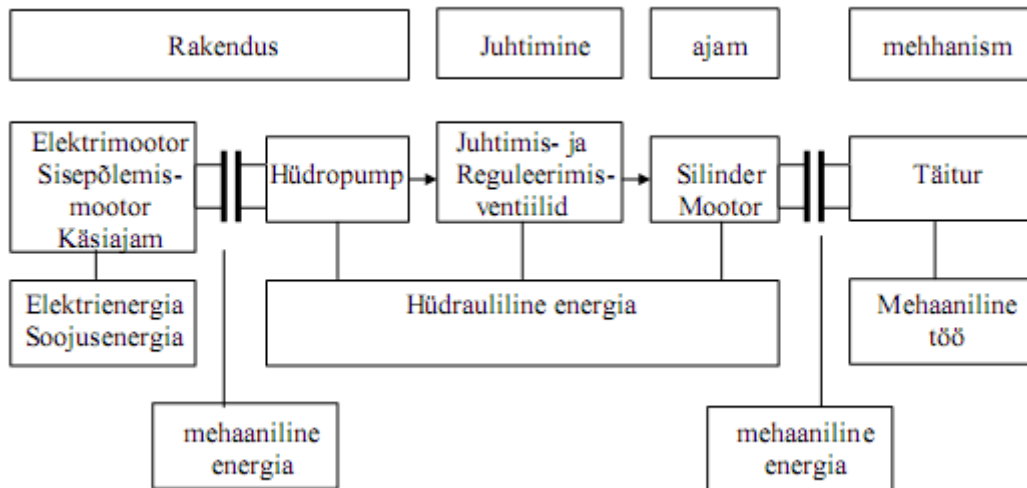 Rakendus
Juhtimine
ajam
mehhanism
Elektrimootor
Sisepõlemis-
mootor
Käsiajam
Hüdropump
Juhtimis- ja
Reguleerimis-
ventiilid
Silinder
Mootor
Täitur
Elektrienergia
Soojusenergia
Hüdrauliline energia
Mehaaniline
töö
mehaaniline
energia
mehaaniline
energia